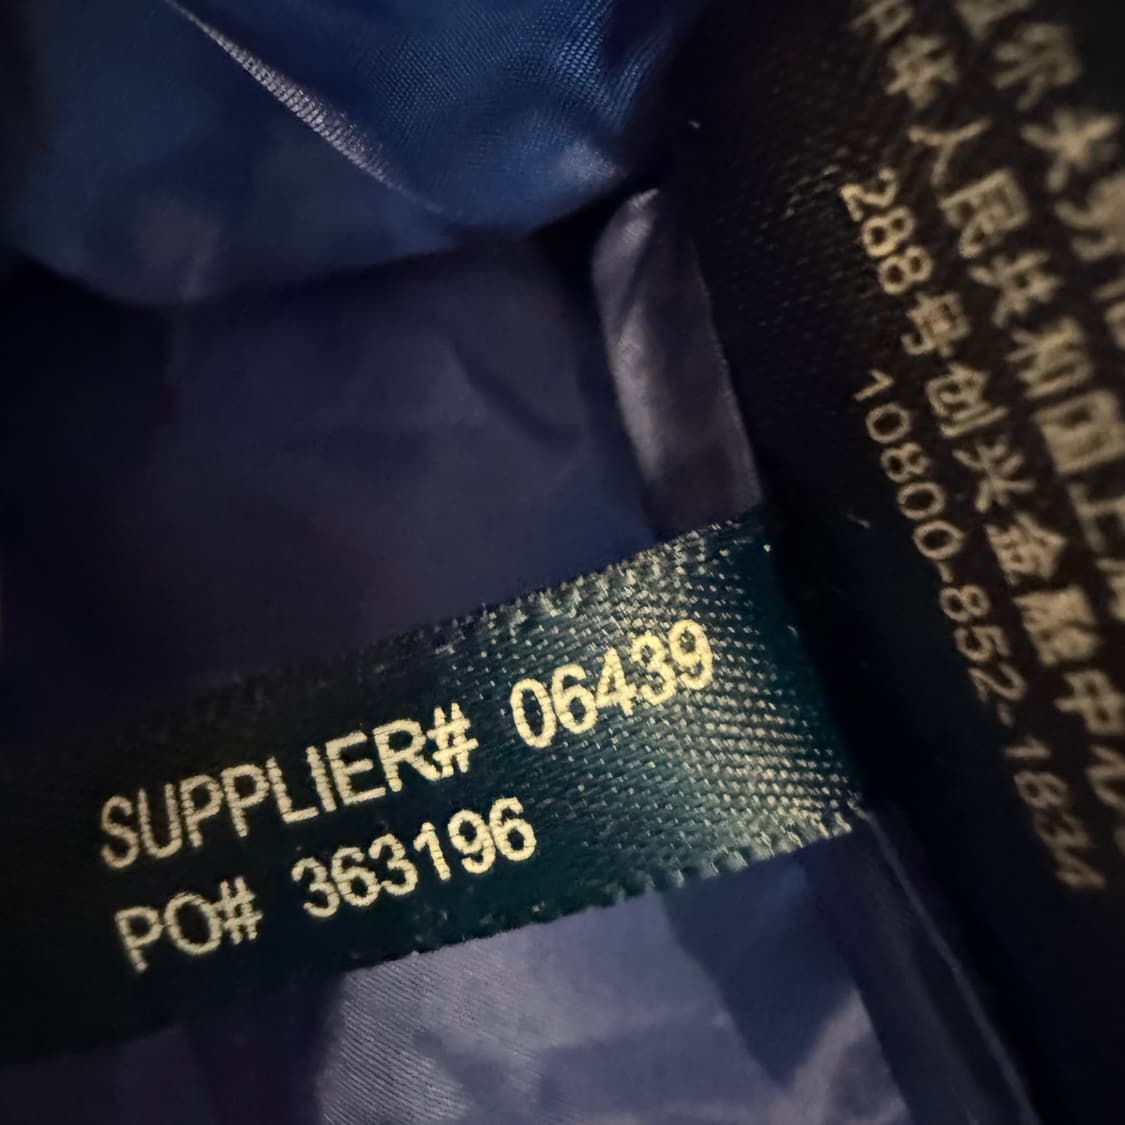 SUPPLIER# 06439
PO# 363196
中华人民共和国上海
288号创兴金融中心
10800-852-1834